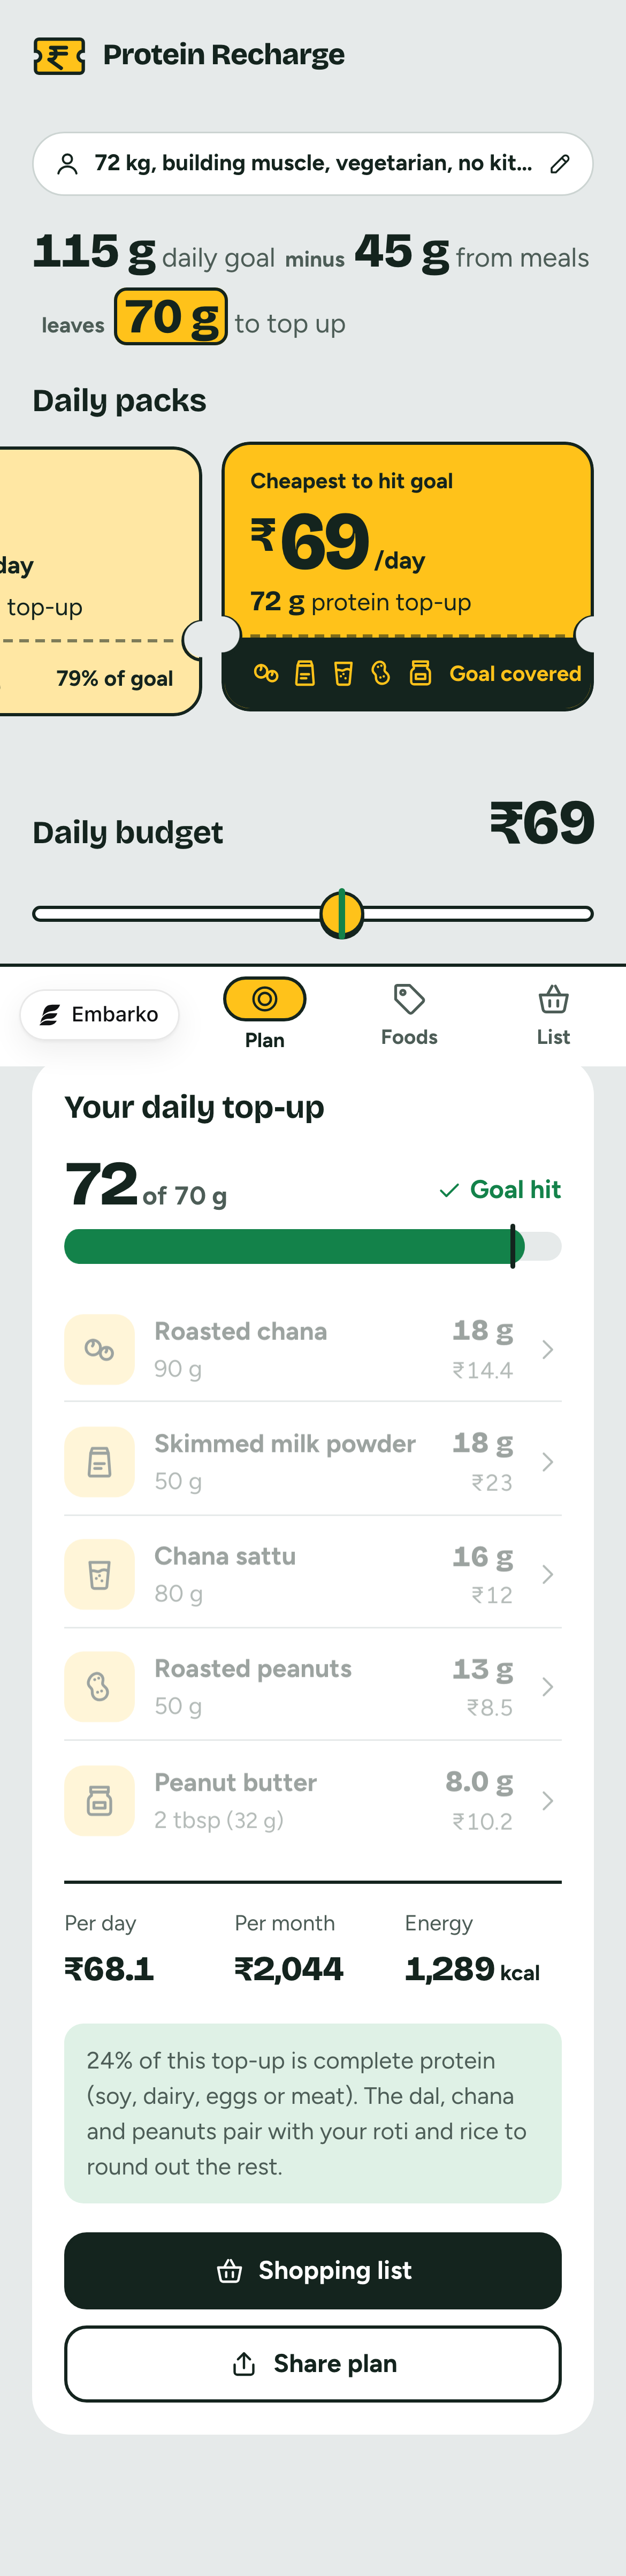 ₹ Protein Recharge
72 kg, building muscle, vegetarian, no kit...
115 g daily goal minus 45 g from meals
leaves 70 g to top up
Daily packs
day
top-up
79% of goal
Cheapest to hit goal
₹69 /day
72 g protein top-up
Goal covered
Daily budget ₹69
Embarko
Plan
Foods
List
Your daily top-up
72 of 70 g
Goal hit
Roasted chana 18 g
90 g ₹14.4
Skimmed milk powder 18 g
50 g ₹23
Chana sattu 16 g
80 g ₹12
Roasted peanuts 13 g
50 g ₹8.5
Peanut butter 8.0 g
2 tbsp (32 g) ₹10.2
Per day Per month Energy
₹68.1 ₹2,044 1,289 kcal
24% of this top-up is complete protein
(soy, dairy, eggs or meat). The dal, chana
and peanuts pair with your roti and rice to
round out the rest.
Shopping list
Share plan